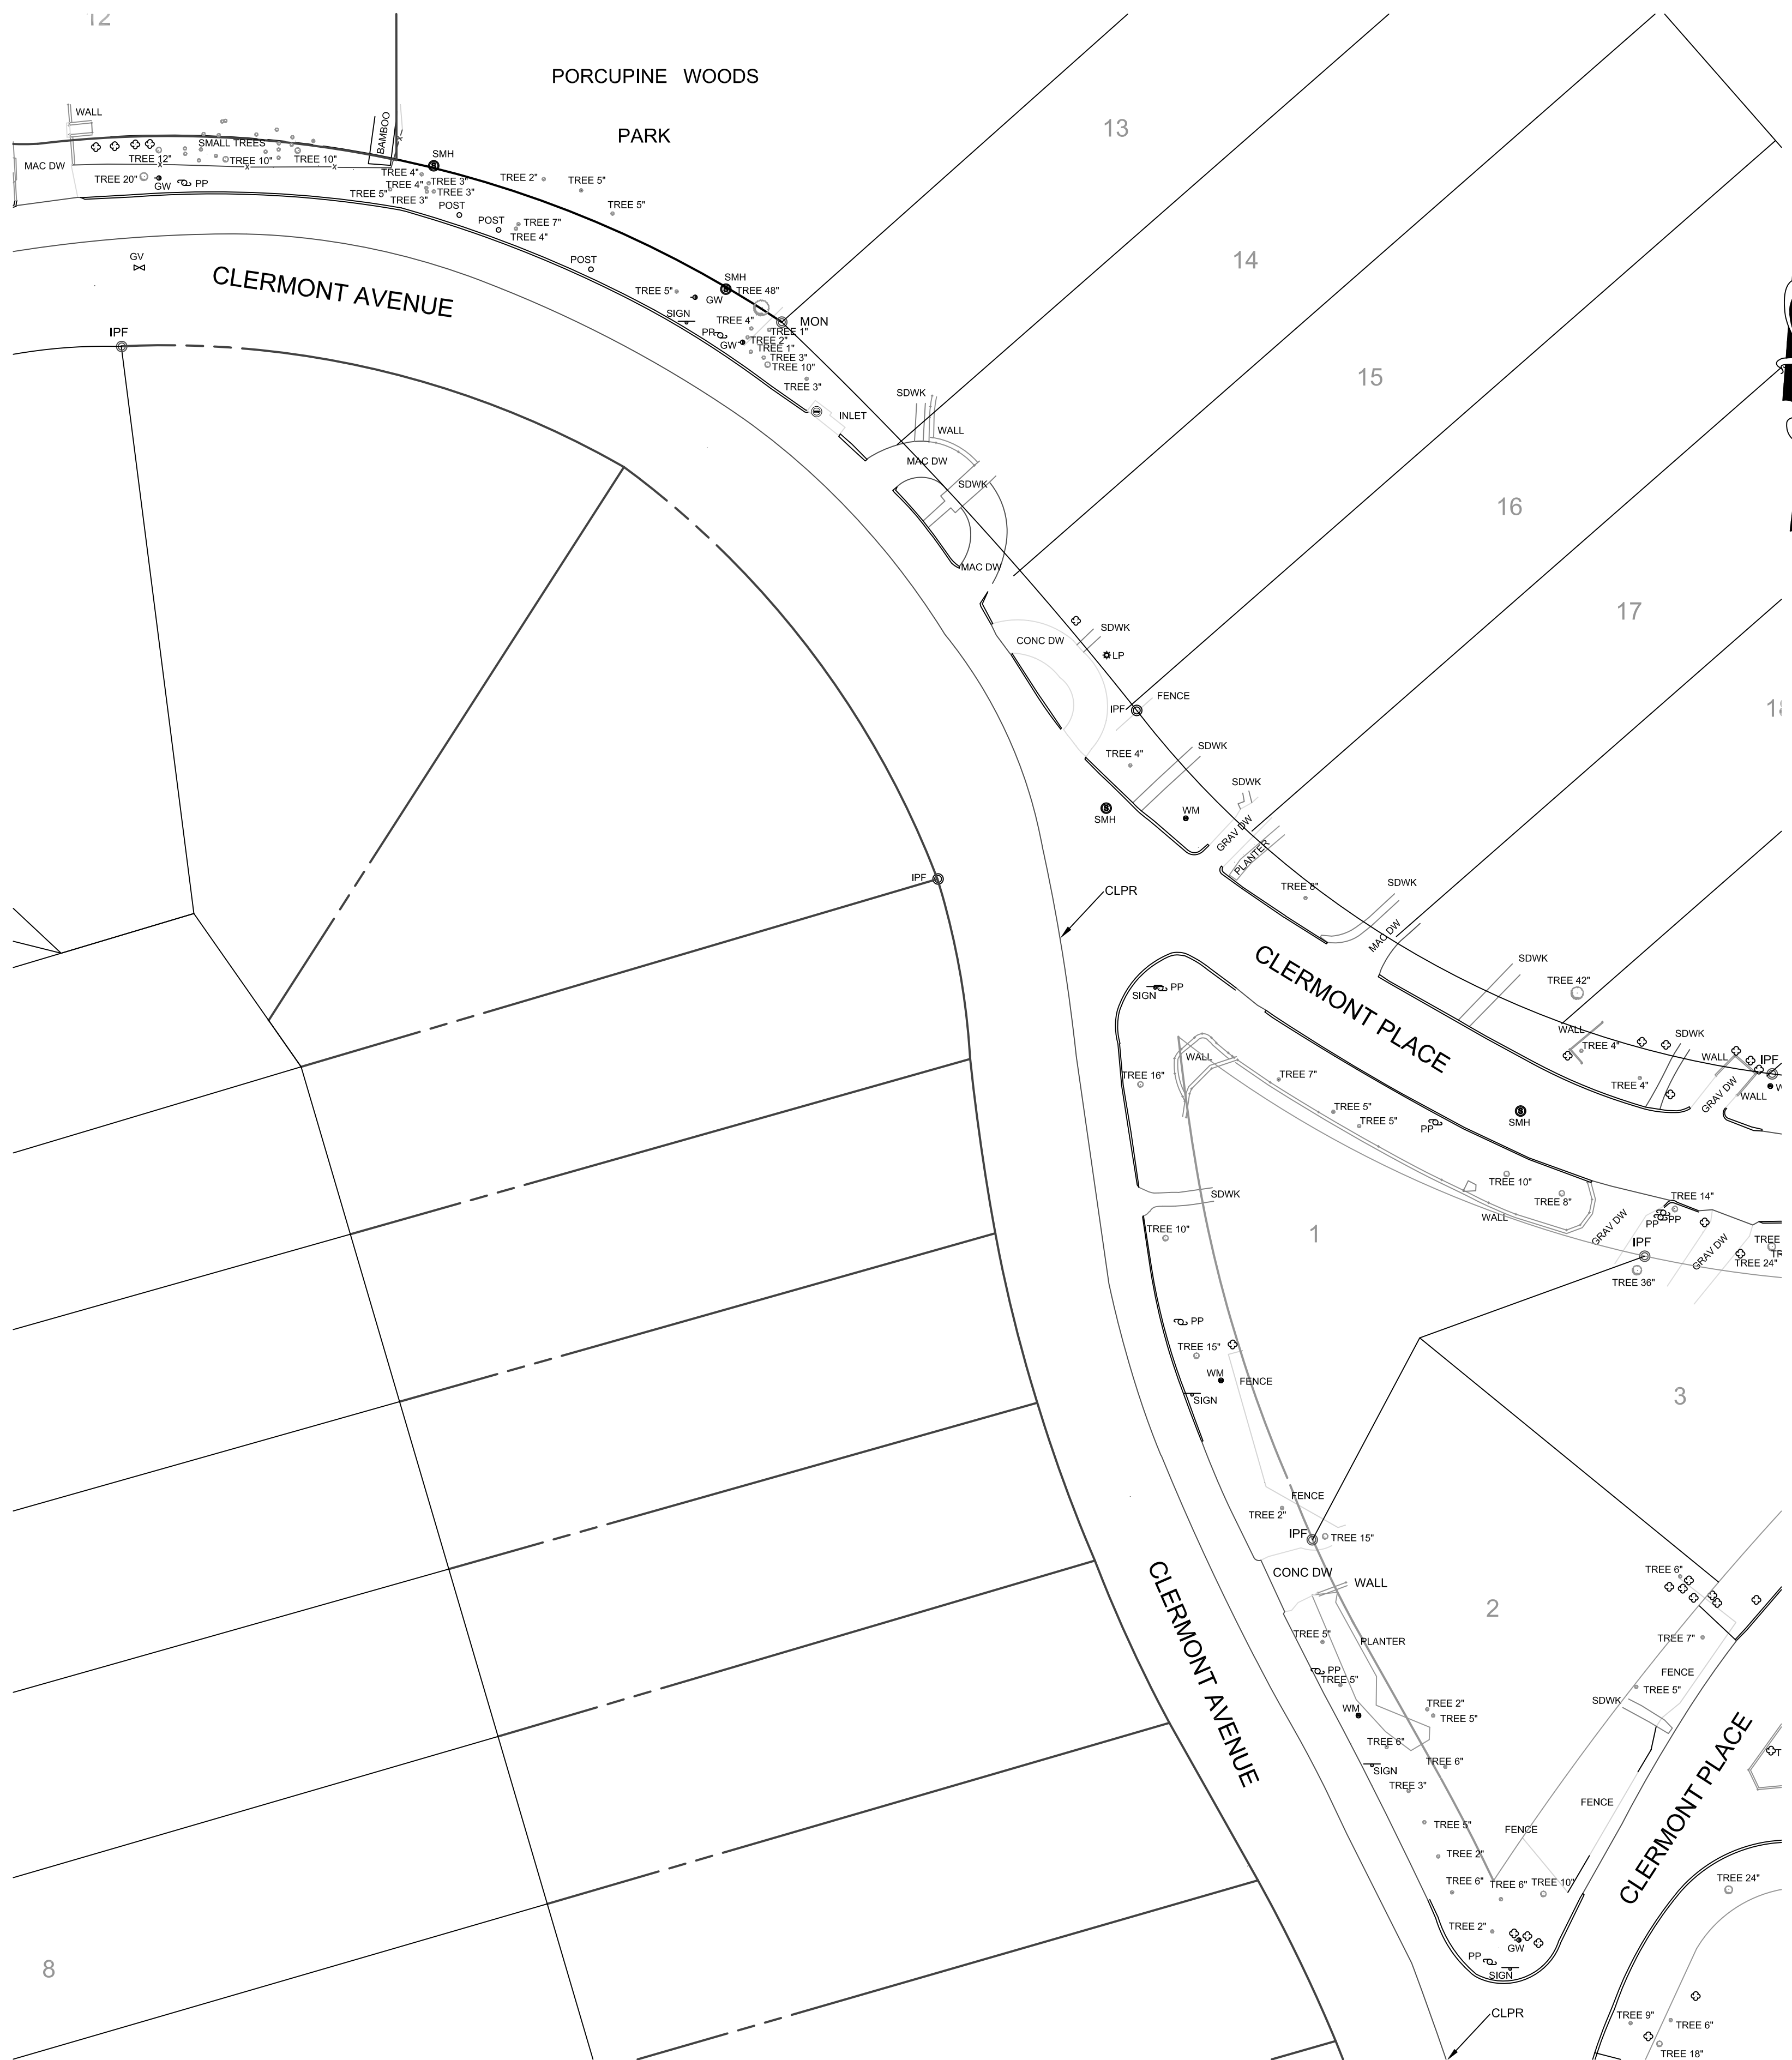 12
PORCUPINE WOODS
PARK
WALL
BAMBOO
SMALL TREES
SMH
MAC DW
TREE 12"
TREE 10"
TREE 10"
X
X
X
X
TREE 20"
GW
PP
TREE 4"
TREE 3"
TREE 4"
TREE 3"
TREE 5"
TREE 3"
TREE 2"
TREE 5"
TREE 5"
POST
POST
TREE 7"
TREE 4"
POST
GV
CLERMONT AVENUE
SMH
TREE 5"
GW
TREE 48"
SIGN
TREE 4"
MON
PP
TREE 1"
TREE 2"
GW
TREE 1"
TREE 3"
TREE 10"
TREE 3"
INLET
IPF
13
14
15
16
17
SDWK
WALL
MAC DW
SDWK
MAC DW
CONC DW
SDWK
LP
FENCE
IPF
TREE 4"
SDWK
SMH
WM
SDWK
GRAV DW
PLANTER
IPF
CLPR
TREE 8"
SDWK
MAC DW
CLERMONT PLACE
SDWK
TREE 42"
SIGN
PP
WALL
TREE 4"
SDWK
WALL
IPF
TREE 4"
GRAV DW
WALL
WALL
TREE 16"
TREE 7"
TREE 5"
TREE 5"
PP
SMH
SDWK
TREE 10"
TREE 8"
WALL
GRAV DW
TREE 14"
PP
PP
IPF
GRAV DW
TREE
TREE 24"
TREE 36"
TREE 10"
1
PP
TREE 15"
WM
FENCE
SIGN
3
FENCE
TREE 2"
IPF
TREE 15"
CONC DW
WALL
2
TREE 6"
CLERMONT AVENUE
TREE 5"
PLANTER
PP
TREE 5"
WM
TREE 2"
TREE 5"
TREE 6"
TREE 6"
SIGN
TREE 3"
TREE 7"
FENCE
TREE 5"
SDWK
FENCE
CLERMONT PLACE
TREE 5"
FENCE
TREE 2"
TREE 6"
TREE 6"
TREE 10"
TREE 24"
TREE 2"
GW
PP
SIGN
8
CLPR
TREE 9"
TREE 6"
TREE 18"